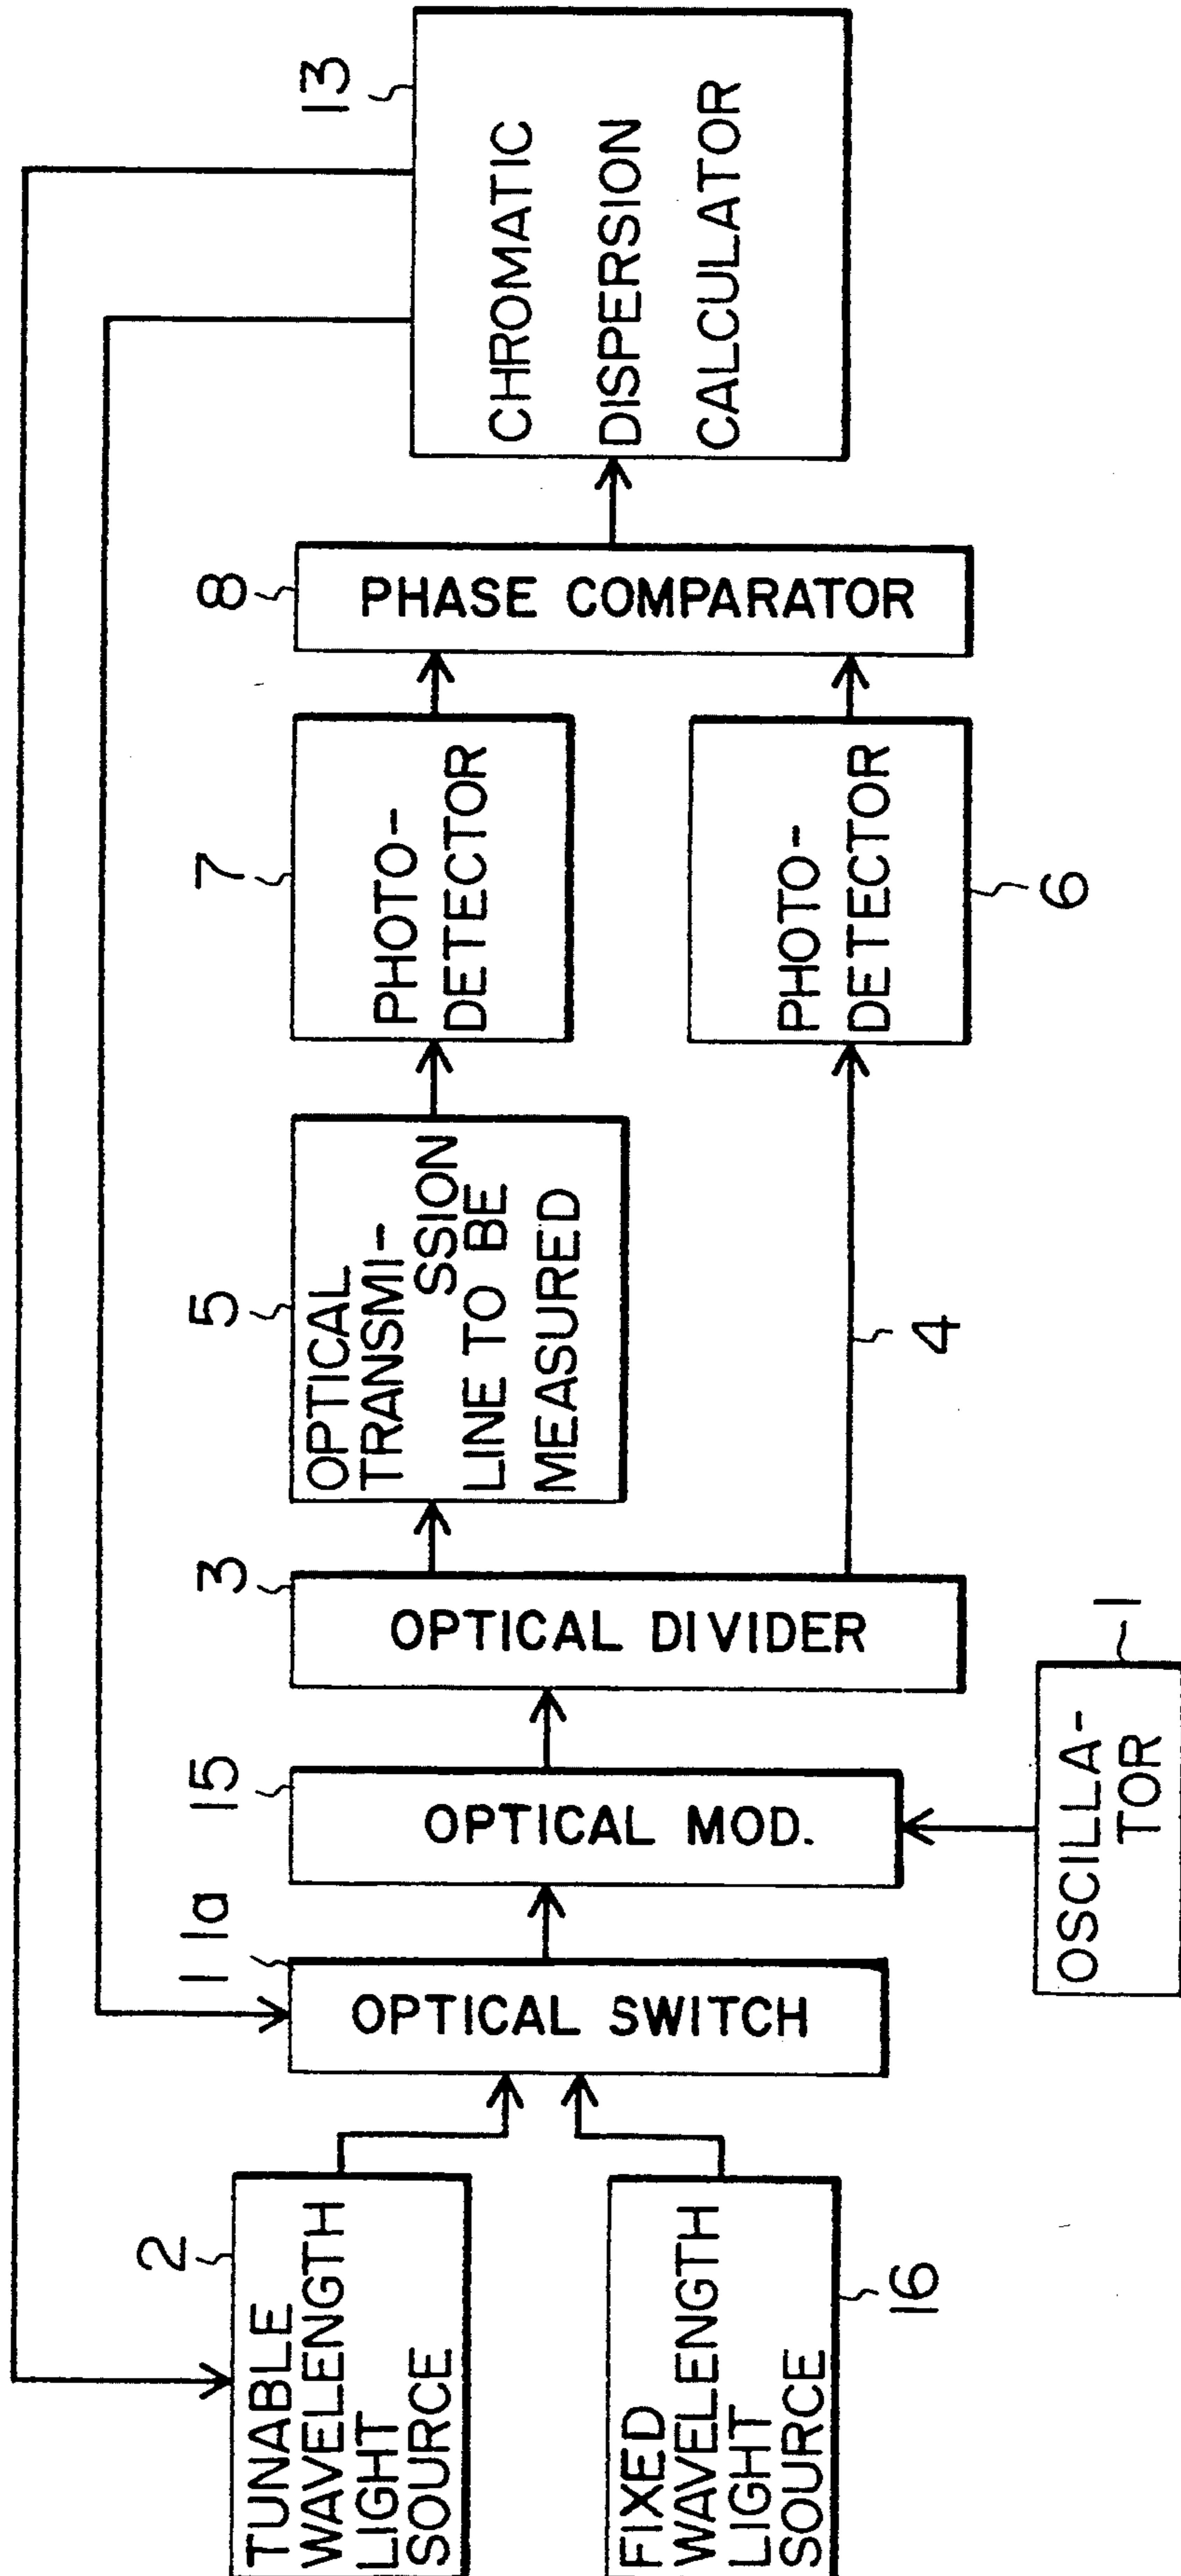 2
TUNABLE
WAVELENGTH
LIGHT
SOURCE
FIXED
WAVELENGTH
LIGHT
SOURCE
16
11a
OPTICAL SWITCH
15
OPTICAL MOD.
OSCILLA-
TOR
1
3
OPTICAL DIVIDER
5
OPTICAL
TRANSMI-
SSION
LINE TO BE
MEASURED
4
7
PHOTO-
DETECTOR
PHOTO-
DETECTOR
6
8
PHASE COMPARATOR
13
CHROMATIC
DISPERSION
CALCULATOR